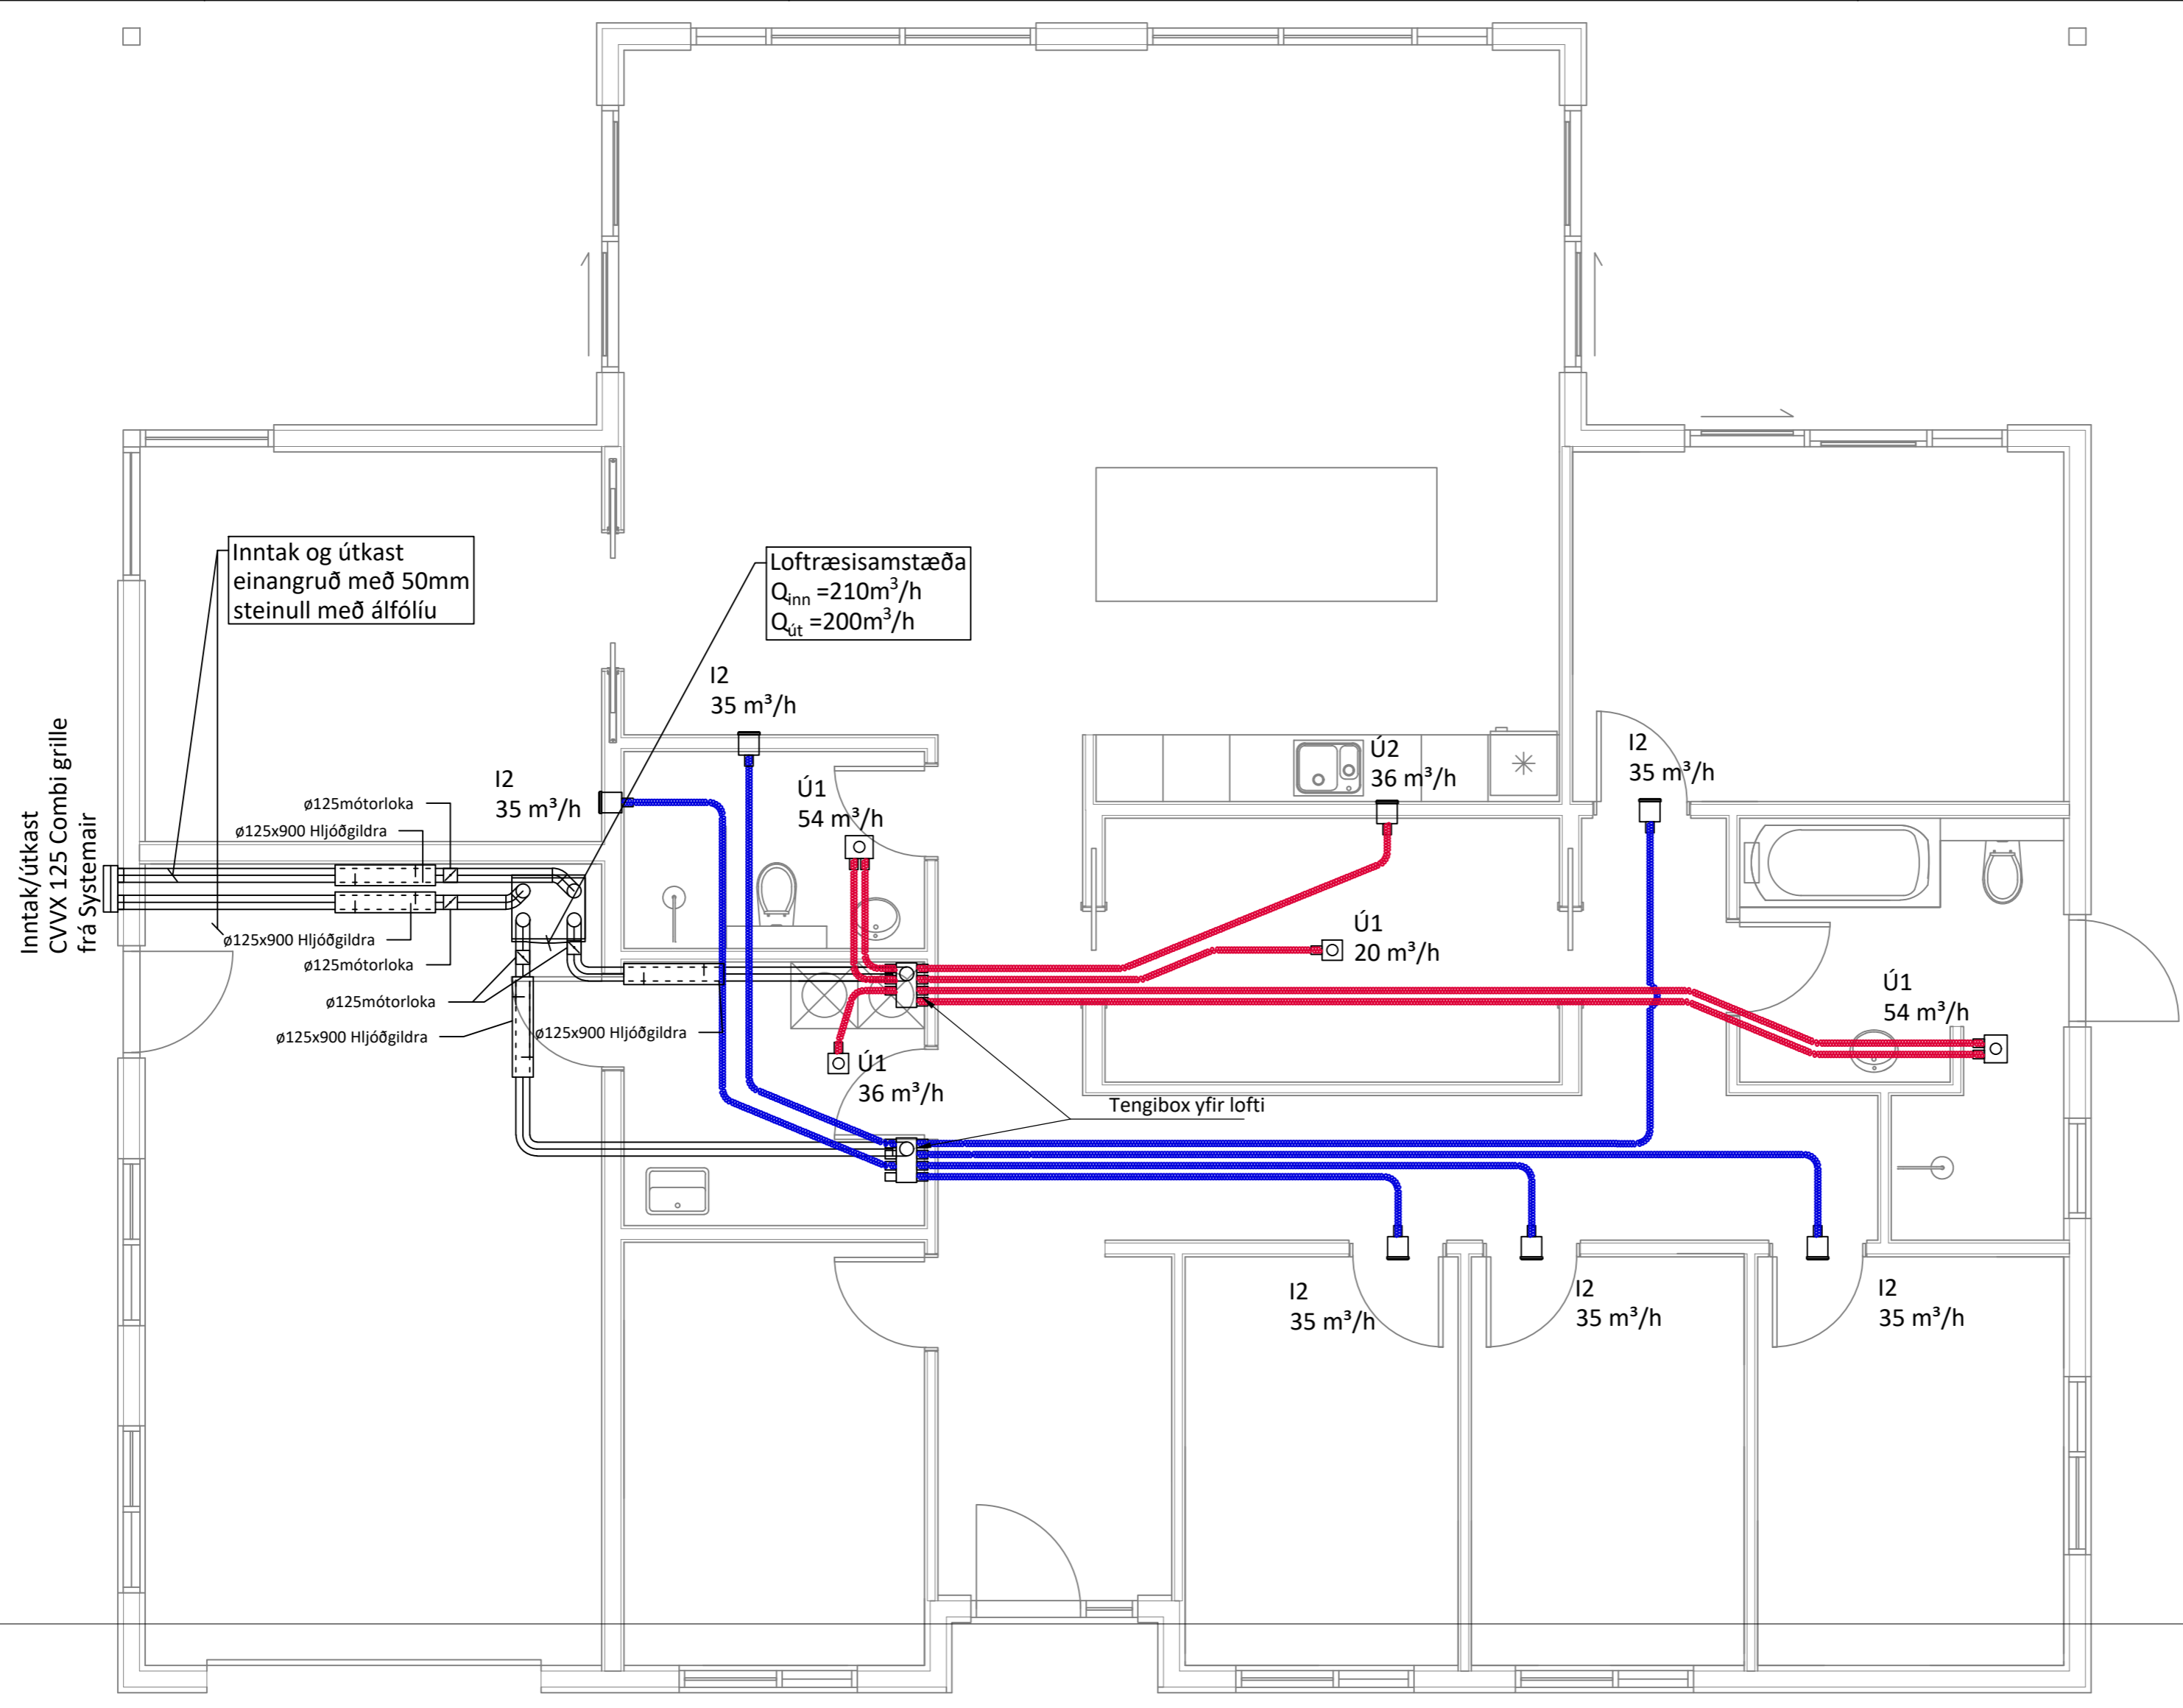 Inntak og útkast
einangruð með 50mm
steinull með álfólíu
Loftræsisamstæða
Qinn =210m³/h
Qút =200m³/h
I2
35 m³/h
I2
35 m³/h
Ú1
54 m³/h
Ú2
36 m³/h
I2
35 m³/h
Inntak/útkast
CVVX 125 Combi grille
frá Systemair
ø125mótorloka
ø125x900 Hljóðgildra
ø125x900 Hljóðgildra
ø125mótorloka
ø125mótorloka
ø125x900 Hljóðgildra
ø125x900 Hljóðgildra
Ú1
20 m³/h
Ú1
54 m³/h
Ú1
36 m³/h
Tengibox yfir lofti
I2
35 m³/h
I2
35 m³/h
I2
35 m³/h